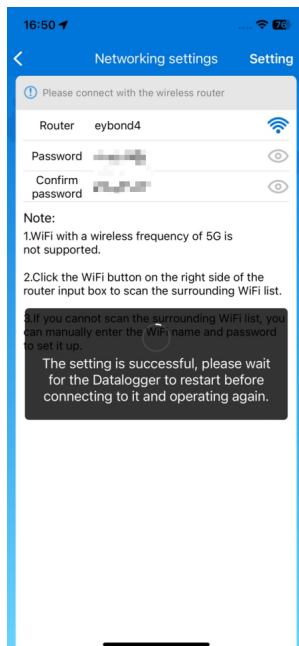 16:50
76
Networking settings
Setting
Please connect with the wireless router
Router eybond4
Password
Confirm
password
Note:
1.WiFi with a wireless frequency of 5G is
not supported.
2.Click the WiFi button on the right side of the
router input box to scan the surrounding WiFi list.
3.If you cannot scan the surrounding WiFi list, you
can manually enter the WiFi name and password
to set it up.
The setting is successful, please wait
for the Datalogger to restart before
connecting to it and operating again.